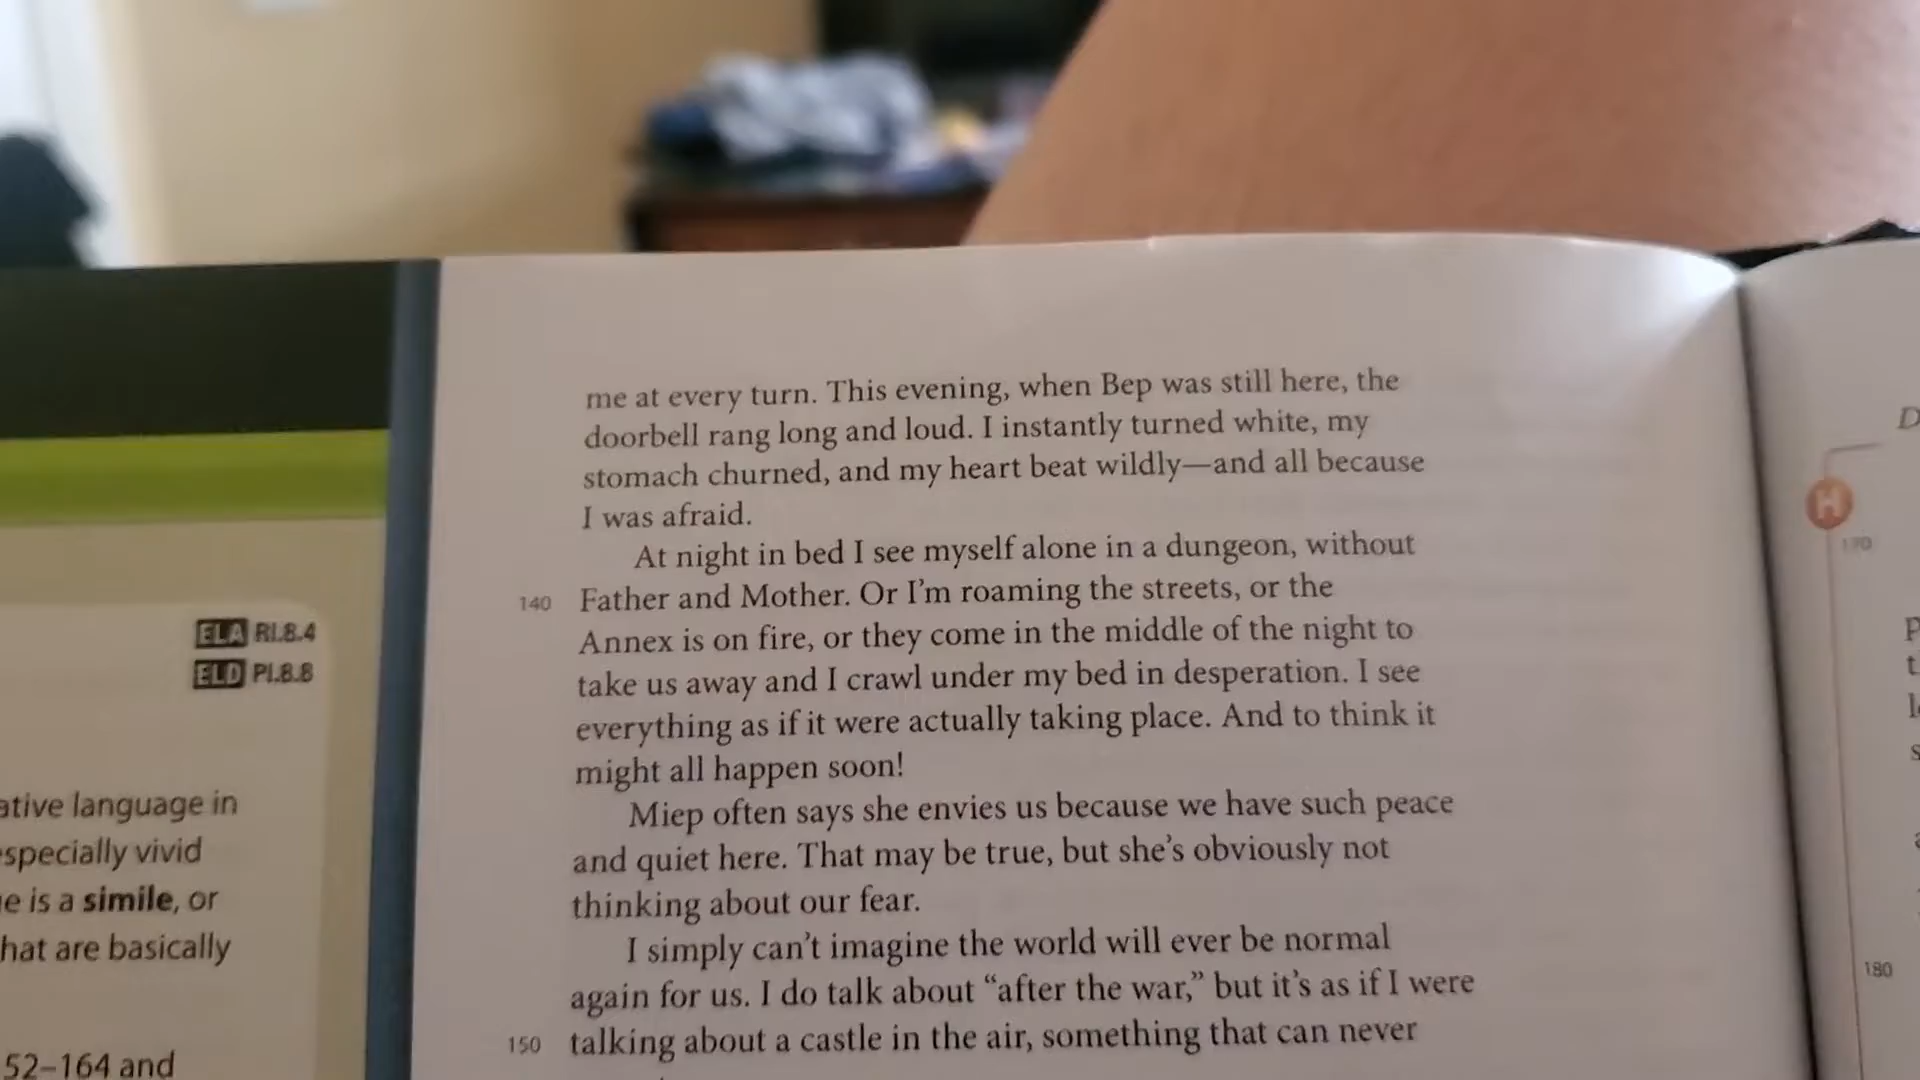 ELA RI.8.4
ELD PI.8.8
ative language in
specially vivid
e is a simile, or
hat are basically
52–164 and
me at every turn. This evening, when Bep was still here, the
doorbell rang long and loud. I instantly turned white, my
stomach churned, and my heart beat wildly—and all because
I was afraid.
At night in bed I see myself alone in a dungeon, without
140 Father and Mother. Or I'm roaming the streets, or the
Annex is on fire, or they come in the middle of the night to
take us away and I crawl under my bed in desperation. I see
everything as if it were actually taking place. And to think it
might all happen soon!
Miep often says she envies us because we have such peace
and quiet here. That may be true, but she's obviously not
thinking about our fear.
I simply can't imagine the world will ever be normal
again for us. I do talk about “after the war,” but it's as if I were
150 talking about a castle in the air, something that can never
D
H
170
180